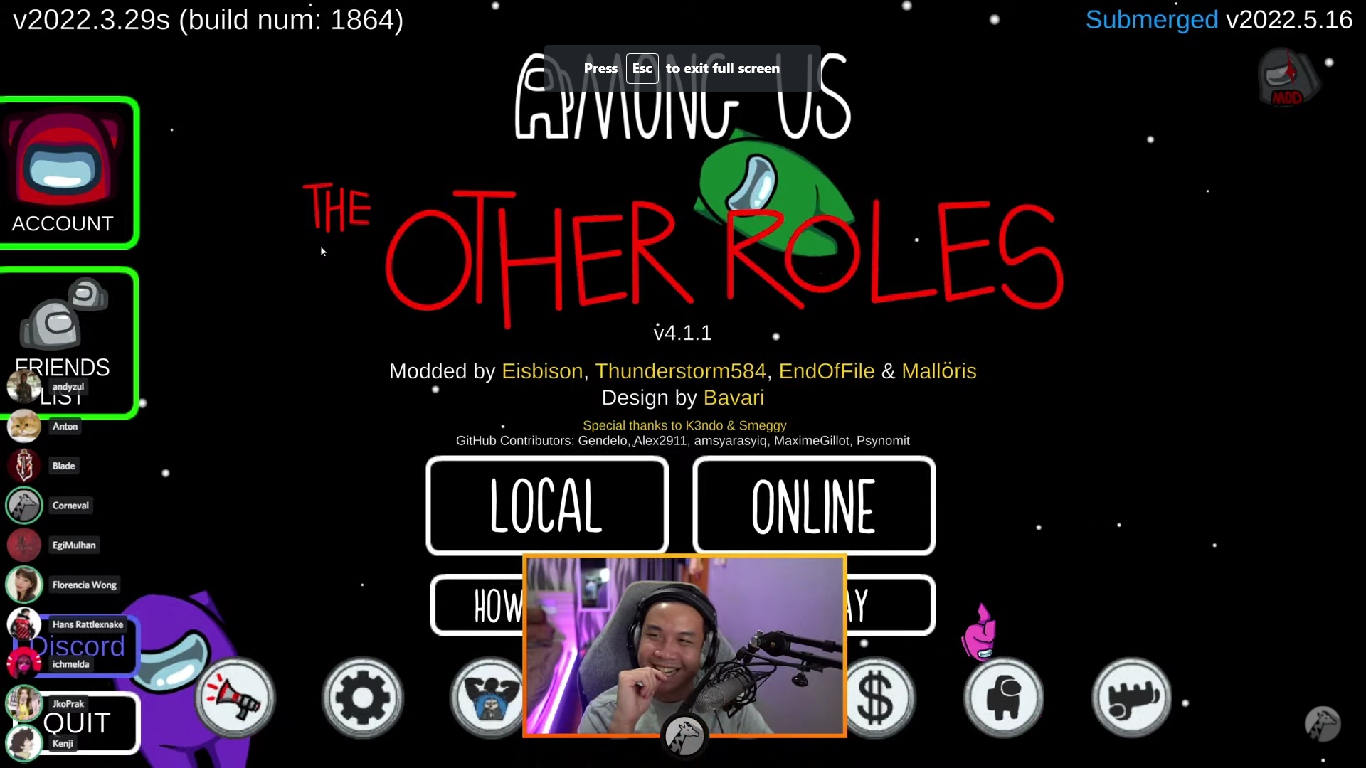 v2022.3.29s (build num: 1864)
Submerged v2022.5.16
Press Esc to exit full screen
AMONG US
MOD
THE OTHER ROLES
v4.1.1
Modded by Eisbison, Thunderstorm584, EndOfFile & Mallöris
Design by Bavari
Special thanks to K3ndo & Smeggy
GitHub Contributors: Gendelo, Alex2911, amsyarasyiq, MaximeGillot, Psynomit
ACCOUNT
FRIENDS
LIST
andyzul
Anton
Blade
Corneval
EgiMulhan
Florencia Wong
Hans Rattlexnake
Discord
ichmelda
JkoPrak
QUIT
Kenji
LOCAL
ONLINE
HOW